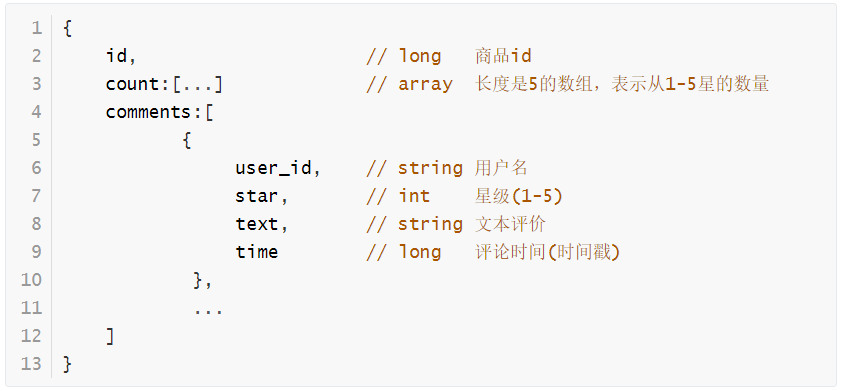 1 {
2     id,                     // long   商品id
3     count:[...]             // array  长度是5的数组，表示从1-5星的数量
4     comments:[
5            {
6                 user_id,    // string 用户名
7                 star,       // int    星级(1-5)
8                 text,       // string 文本评价
9                 time        // long   评论时间(时间戳)
10             },
11             ...
12     ]
13 }